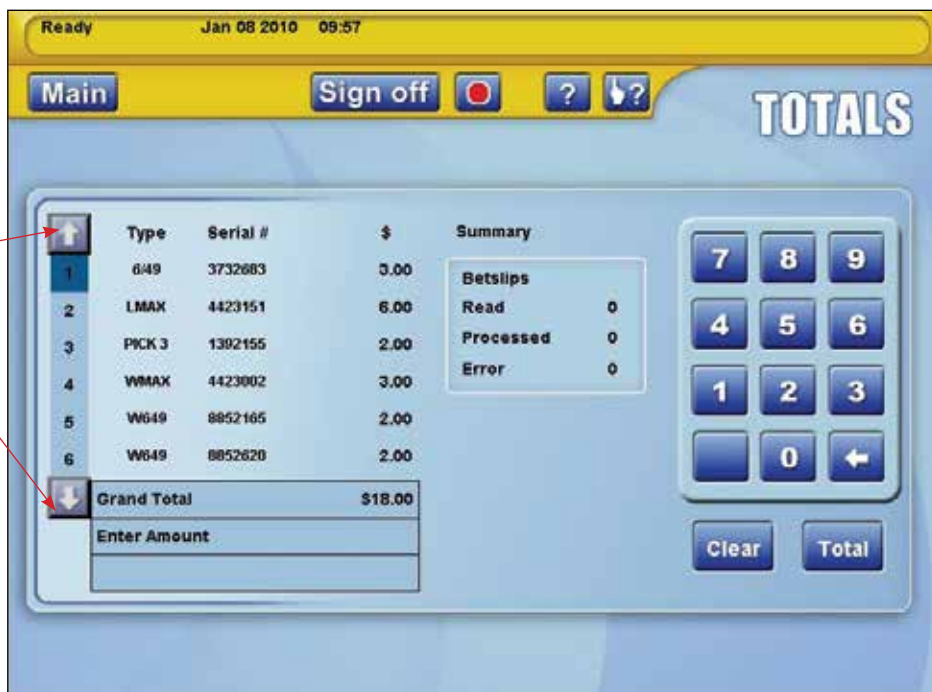 Ready Jan 08 2010 09:57
Main Sign off ? ?
TOTALS
Type Serial # $ Summary
1 6/49 3732683 3.00
2 LMAX 4423151 6.00
3 PICK 3 1392155 2.00
4 WMAX 4423002 3.00
5 W649 8852165 2.00
6 W649 8852620 2.00
Grand Total $18.00
Enter Amount
Betslips
Read 0
Processed 0
Error 0
7 8 9
4 5 6
1 2 3
0
Clear Total